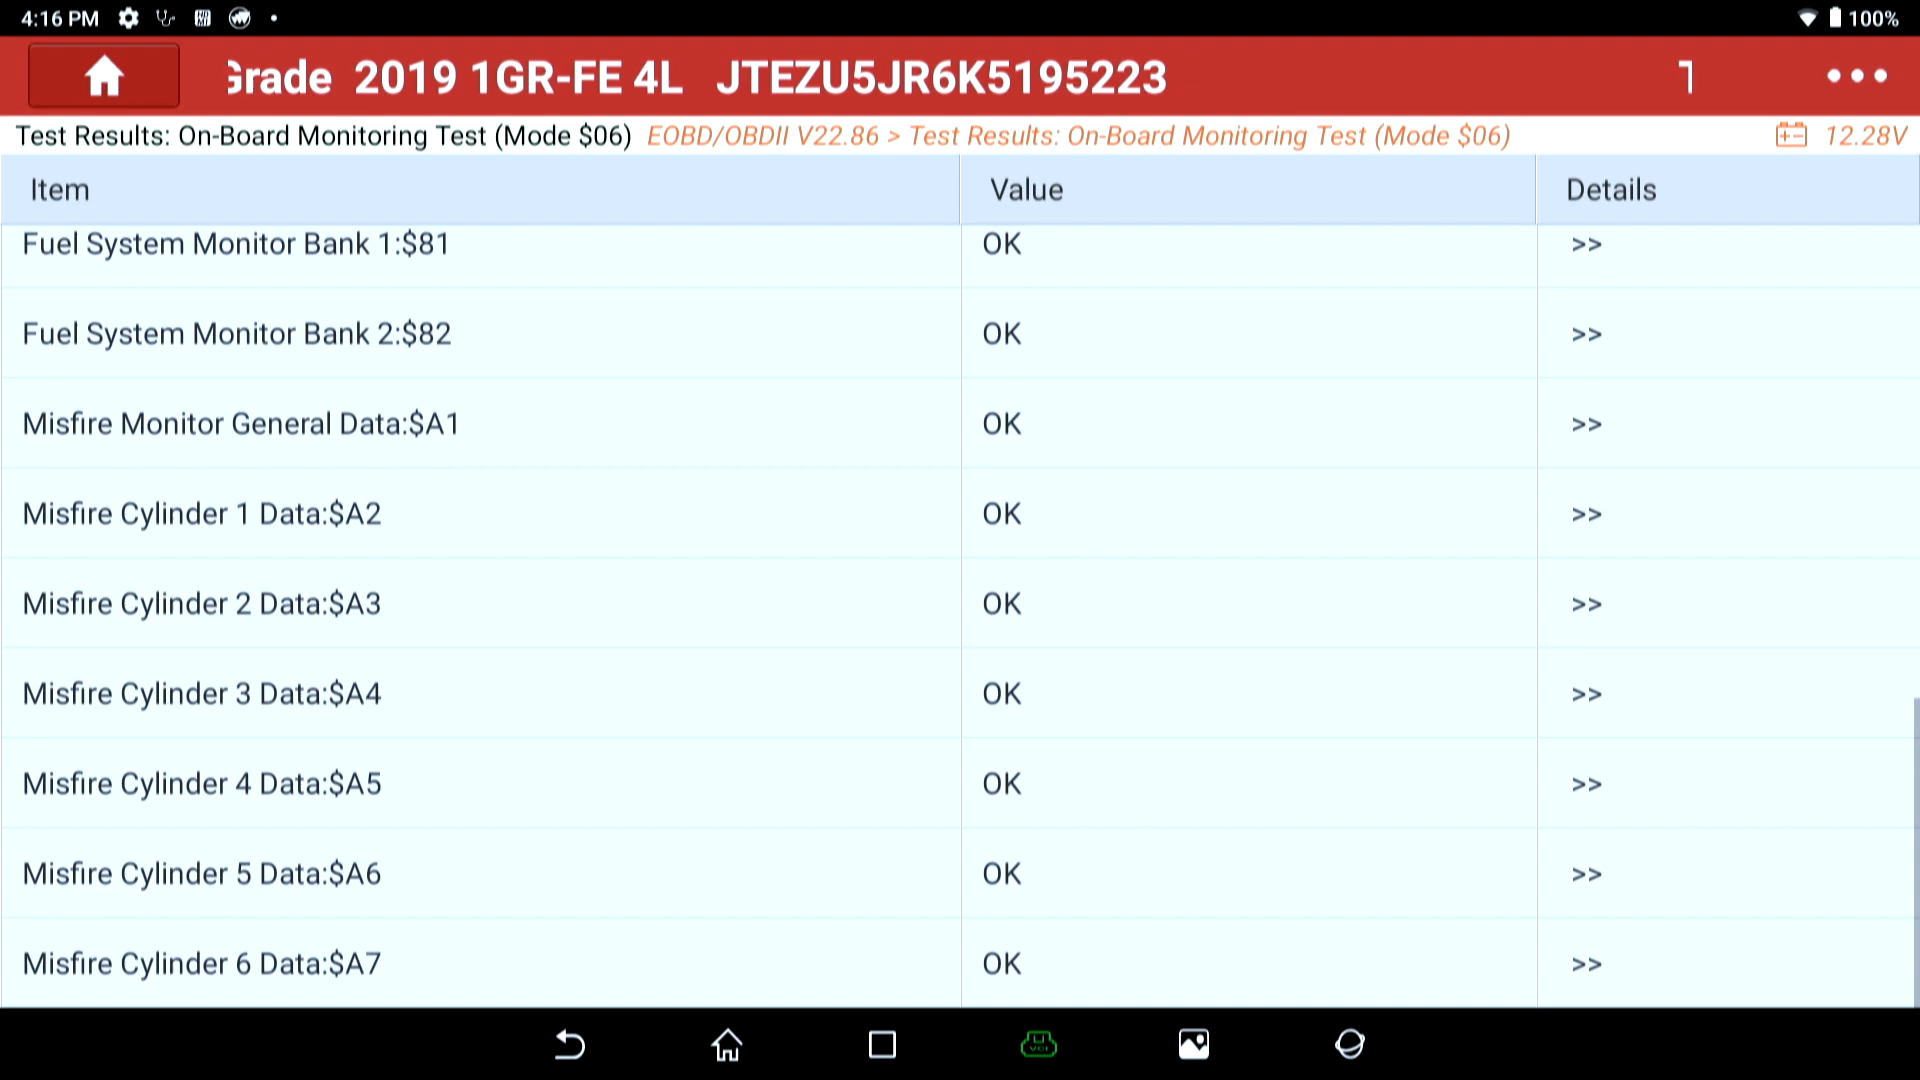 4:16 PM
100%
Grade 2019 1GR-FE 4L JTEZU5JR6K5195223
Test Results: On-Board Monitoring Test (Mode $06) EOBD/OBDII V22.86 > Test Results: On-Board Monitoring Test (Mode $06) 12.28V
Item Value Details
Fuel System Monitor Bank 1:$81 OK >>
Fuel System Monitor Bank 2:$82 OK >>
Misfire Monitor General Data:$A1 OK >>
Misfire Cylinder 1 Data:$A2 OK >>
Misfire Cylinder 2 Data:$A3 OK >>
Misfire Cylinder 3 Data:$A4 OK >>
Misfire Cylinder 4 Data:$A5 OK >>
Misfire Cylinder 5 Data:$A6 OK >>
Misfire Cylinder 6 Data:$A7 OK >>
VCI